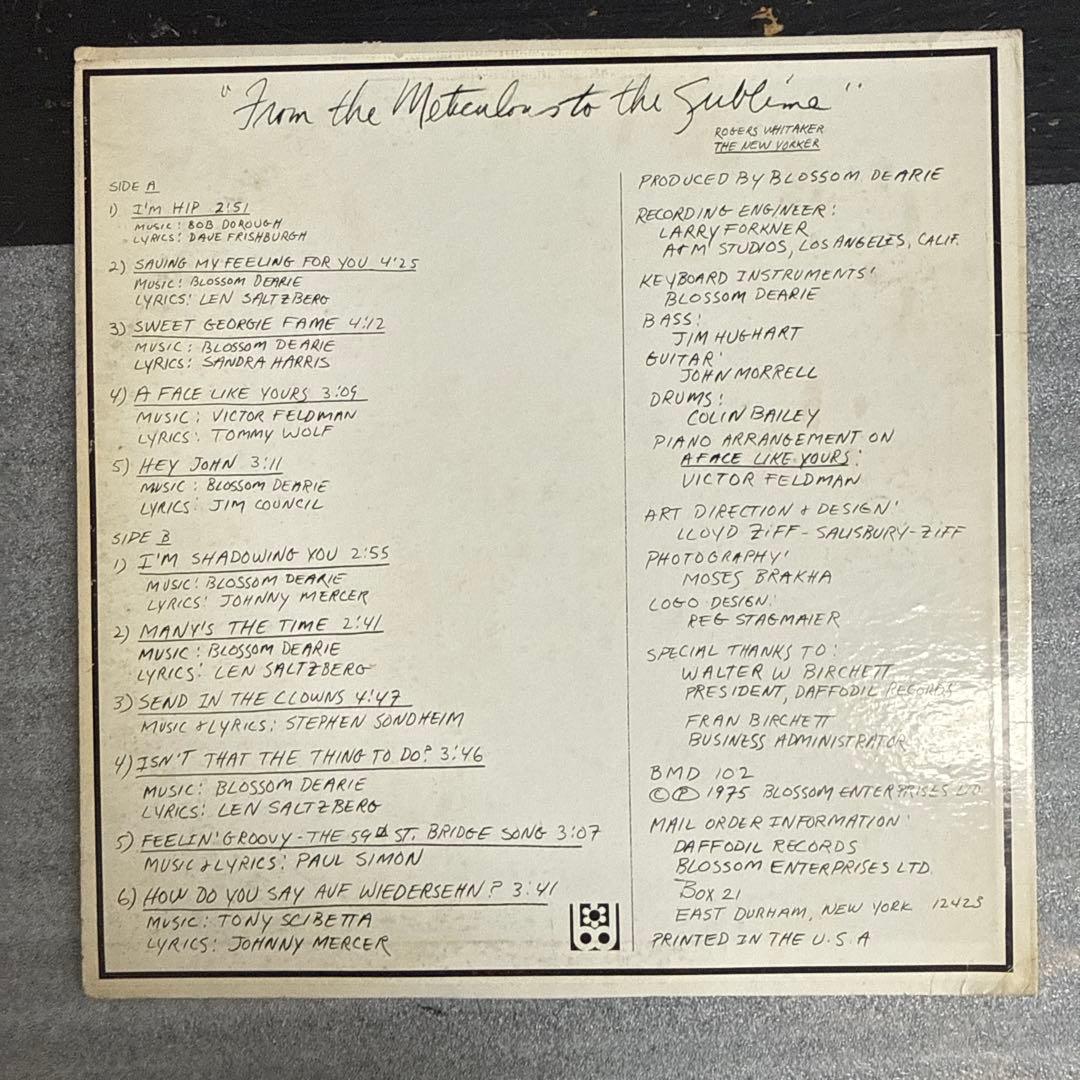 "From the Meticulous to the Sublime"
ROGERS WHITAKER
THE NEW YORKER
SIDE A
1) I'M HIP 2:51
MUSIC: BOB DOROUGH
LYRICS: DAVE FRISHBURGH
2) SAVING MY FEELING FOR YOU 4:25
MUSIC: BLOSSOM DEARIE
LYRICS: LEN SALTZBERG
3) SWEET GEORGIE FAME 4:12
MUSIC: BLOSSOM DEARIE
LYRICS: SANDRA HARRIS
4) A FACE LIKE YOURS 3:09
MUSIC: VICTOR FELDMAN
LYRICS: TOMMY WOLF
5) HEY JOHN 3:11
MUSIC: BLOSSOM DEARIE
LYRICS: JIM COUNCIL
SIDE B
1) I'M SHADOWING YOU 2:55
MUSIC: BLOSSOM DEARIE
LYRICS: JOHNNY MERCER
2) MANY'S THE TIME 2:41
MUSIC: BLOSSOM DEARIE
LYRICS: LEN SALTZBERG
3) SEND IN THE CLOWNS 4:47
MUSIC & LYRICS: STEPHEN SONDHEIM
4) ISN'T THAT THE THING TO DO? 3:46
MUSIC: BLOSSOM DEARIE
LYRICS: LEN SALTZBERG
5) FEELIN' GROOVY - THE 59th ST. BRIDGE SONG 3:07
MUSIC & LYRICS: PAUL SIMON
6) HOW DO YOU SAY AUF WIEDERSEHN? 3:41
MUSIC: TONY SCIBETTA
LYRICS: JOHNNY MERCER
PRODUCED BY BLOSSOM DEARIE
RECORDING ENGINEER:
LARRY FORKNER
A&M STUDIOS, LOS ANGELES, CALIF.
KEYBOARD INSTRUMENTS:
BLOSSOM DEARIE
BASS:
JIM HUGHART
GUITAR:
JOHN MORRELL
DRUMS:
COLIN BAILEY
PIANO ARRANGEMENT ON
A FACE LIKE YOURS:
VICTOR FELDMAN
ART DIRECTION & DESIGN:
LLOYD ZIFF - SALISBURY-ZIFF
PHOTOGRAPHY:
MOSES BRAKHA
LOGO DESIGN:
REG STAGMAIER
SPECIAL THANKS TO:
WALTER W BIRCHETT
PRESIDENT, DAFFODIL RECORDS
FRAN BIRCHETT
BUSINESS ADMINISTRATOR
BMD 102
© ℗ 1975 BLOSSOM ENTERPRISES LTD.
MAIL ORDER INFORMATION:
DAFFODIL RECORDS
BLOSSOM ENTERPRISES LTD.
BOX 21
EAST DURHAM, NEW YORK 12423
PRINTED IN THE U.S.A